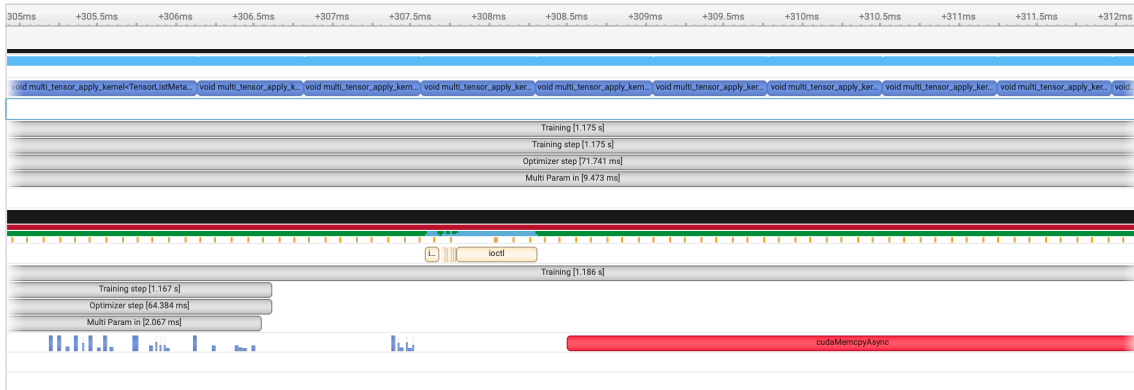 305ms +305.5ms +306ms +306.5ms +307ms +307.5ms +308ms +308.5ms +309ms +309.5ms +310ms +310.5ms +311ms +311.5ms +312ms
void multi_tensor_apply_kernel<TensorListMeta... void multi_tensor_apply_k... void multi_tensor_apply_kern... void multi_tensor_apply_ker... void multi_tensor_apply_kern... void multi_tensor_apply_ker... void multi_tensor_apply_ker... void multi_tensor_apply_ker... void multi_tensor_apply_ker... void
Training [1.175 s]
Training step [1.175 s]
Optimizer step [71.741 ms]
Multi Param in [9.473 ms]
i... ioctl
Training [1.186 s]
Training step [1.167 s]
Optimizer step [64.384 ms]
Multi Param in [2.067 ms]
cudaMemcpyAsync